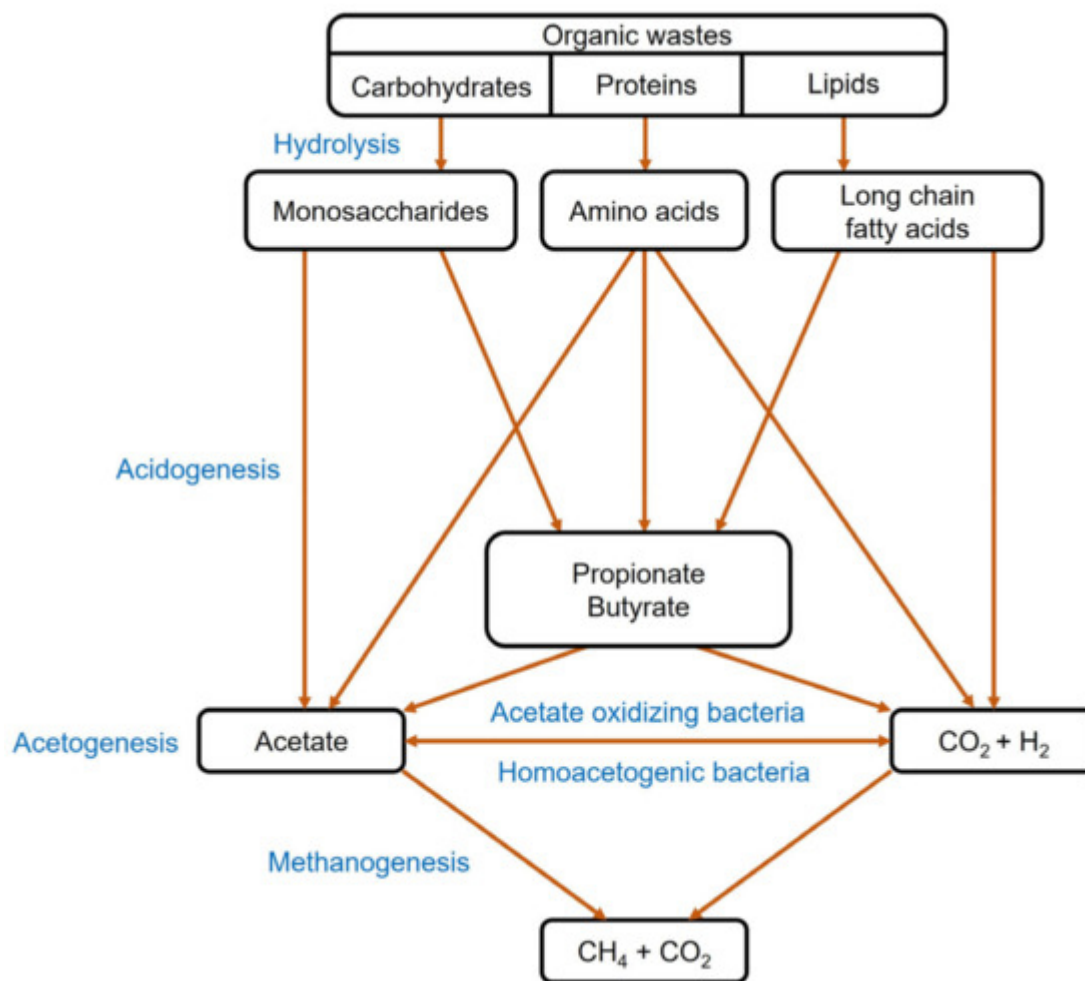 Organic wastes
Carbohydrates
Proteins
Lipids
Hydrolysis
Monosaccharides
Amino acids
Long chain
fatty acids
Acidogenesis
Propionate
Butyrate
Acetogenesis
Acetate
Acetate oxidizing bacteria
Homoacetogenic bacteria
CO₂ + H₂
Methanogenesis
CH₄ + CO₂